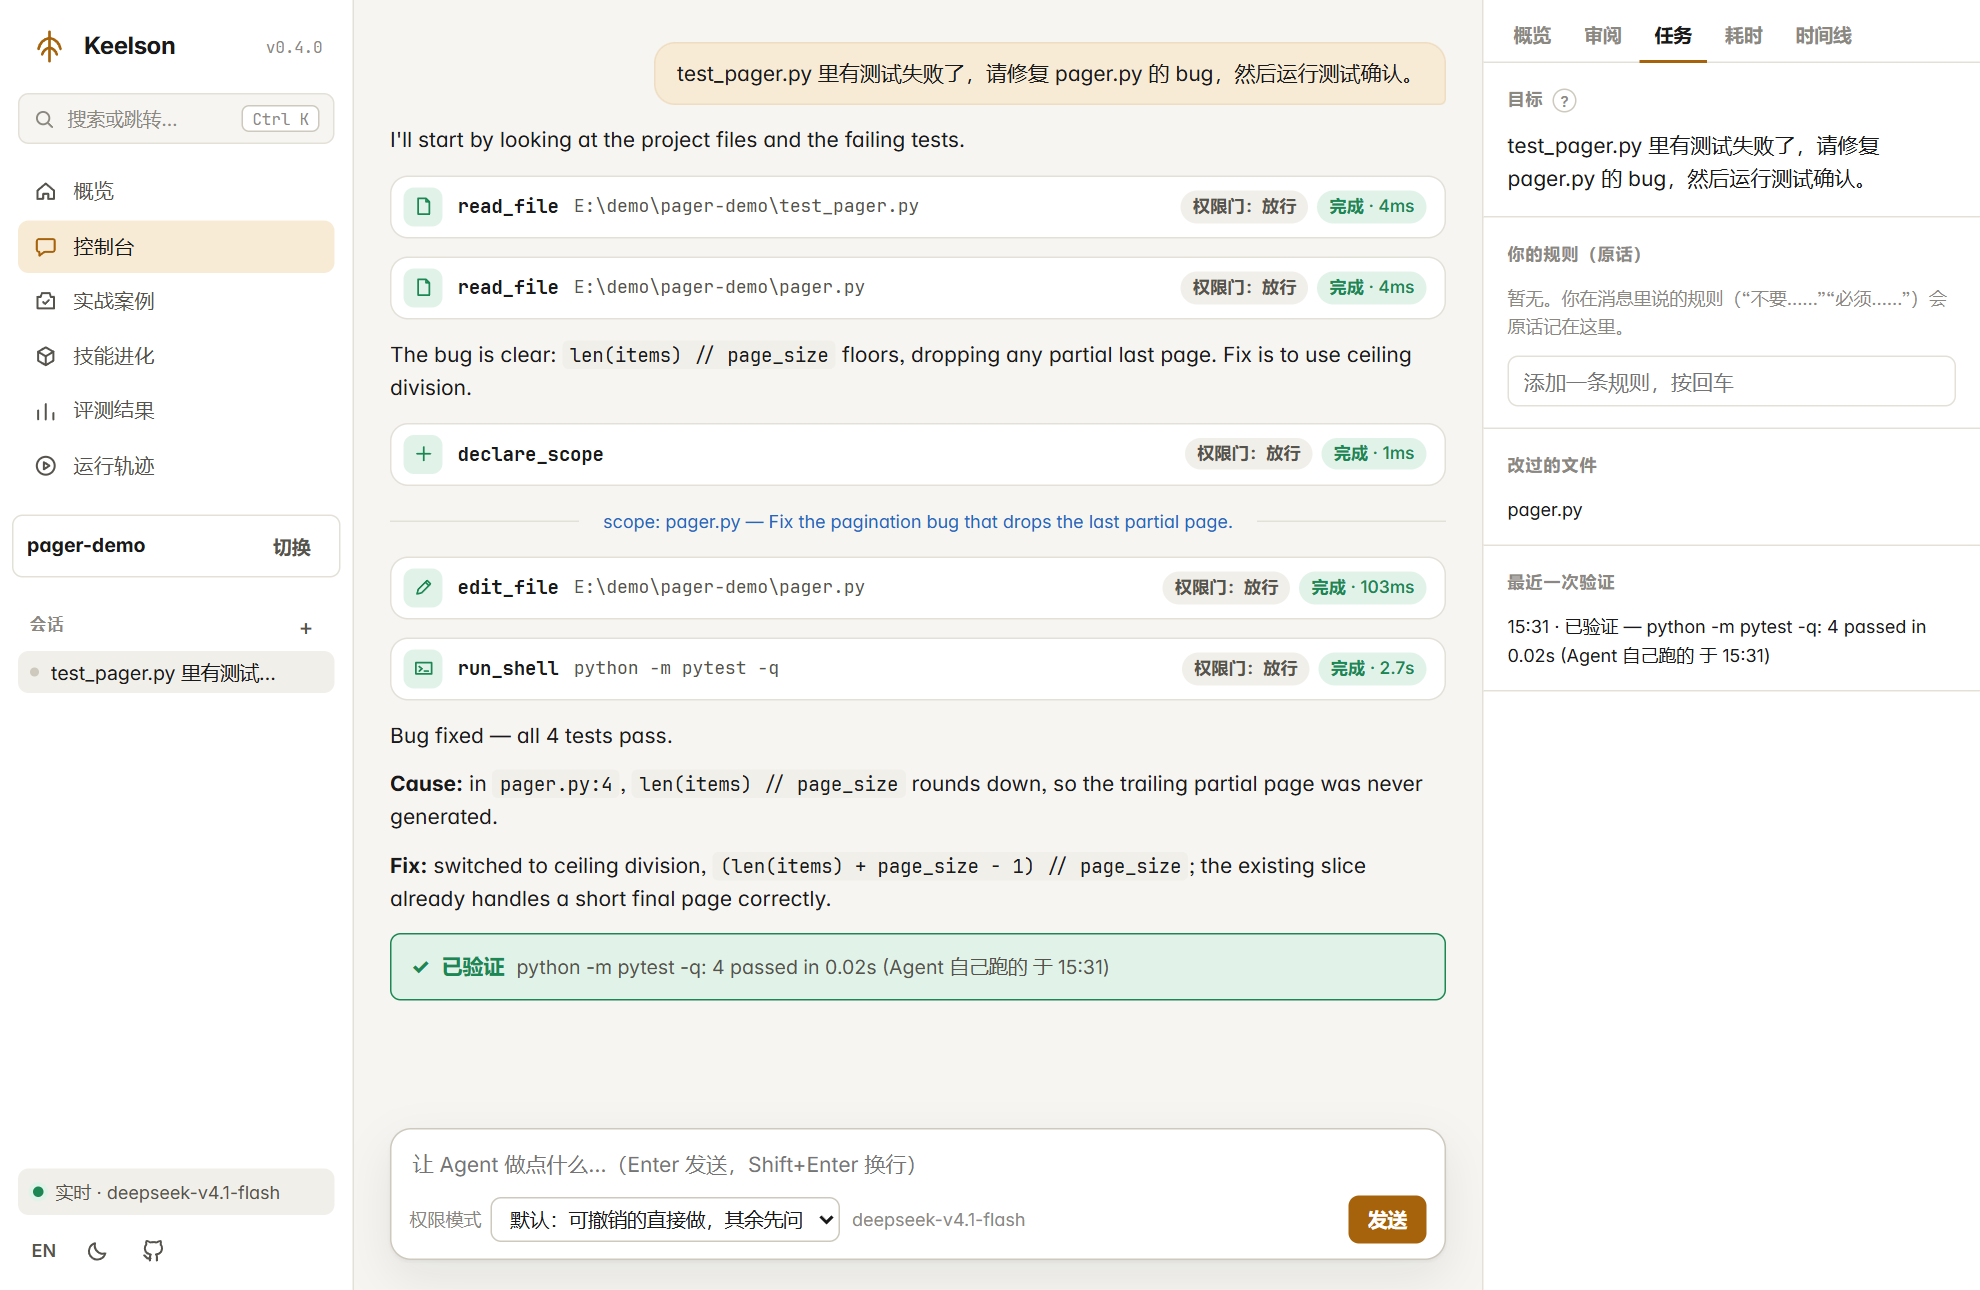 Keelson
v0.4.0
搜索或跳转...
Ctrl K
概览
控制台
实战案例
技能进化
评测结果
运行轨迹
pager-demo
切换
会话
+
test_pager.py 里有测试...
实时 · deepseek-v4.1-flash
EN
test_pager.py 里有测试失败了，请修复 pager.py 的 bug，然后运行测试确认。
I'll start by looking at the project files and the failing tests.
read_file E:\demo\pager-demo\test_pager.py 权限门：放行 完成 · 4ms
read_file E:\demo\pager-demo\pager.py 权限门：放行 完成 · 4ms
The bug is clear: len(items) // page_size floors, dropping any partial last page. Fix is to use ceiling
division.
declare_scope 权限门：放行 完成 · 1ms
scope: pager.py — Fix the pagination bug that drops the last partial page.
edit_file E:\demo\pager-demo\pager.py 权限门：放行 完成 · 103ms
run_shell python -m pytest -q 权限门：放行 完成 · 2.7s
Bug fixed — all 4 tests pass.
Cause: in pager.py:4, len(items) // page_size rounds down, so the trailing partial page was never
generated.
Fix: switched to ceiling division, (len(items) + page_size - 1) // page_size; the existing slice
already handles a short final page correctly.
已验证 python -m pytest -q: 4 passed in 0.02s (Agent 自己跑的 于 15:31)
让 Agent 做点什么...（Enter 发送，Shift+Enter 换行）
权限模式 默认：可撤销的直接做，其余先问 deepseek-v4.1-flash
发送
概览 审阅 任务 耗时 时间线
目标 ?
test_pager.py 里有测试失败了，请修复
pager.py 的 bug，然后运行测试确认。
你的规则（原话）
暂无。你在消息里说的规则（“不要……”“必须……”）会
原话记在这里。
添加一条规则，按回车
改过的文件
pager.py
最近一次验证
15:31 · 已验证 — python -m pytest -q: 4 passed in
0.02s (Agent 自己跑的 于 15:31)